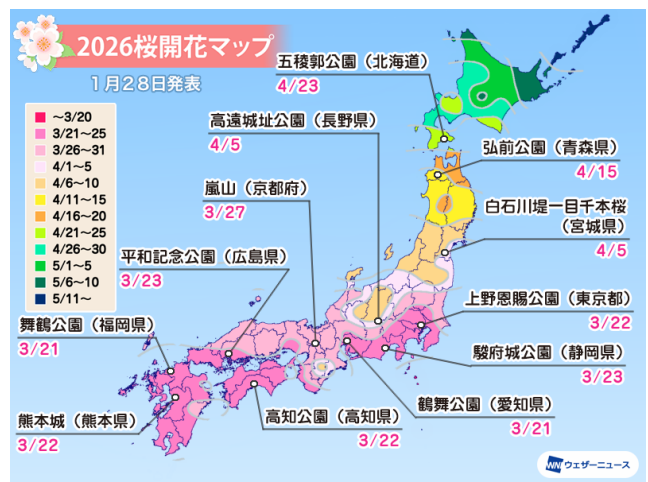 2026桜開花マップ
1月28日発表
～3/20
3/21～25
3/26～31
4/1～5
4/6～10
4/11～15
4/16～20
4/21～25
4/26～30
5/1～5
5/6～10
5/11～
五稜郭公園（北海道）
4/23
高遠城址公園（長野県）
4/5
弘前公園（青森県）
4/15
嵐山（京都府）
3/27
白石川堤一目千本桜
（宮城県）
4/5
平和記念公園（広島県）
3/23
上野恩賜公園（東京都）
3/22
舞鶴公園（福岡県）
3/21
駿府城公園（静岡県）
3/23
鶴舞公園（愛知県）
3/21
熊本城（熊本県）
3/22
高知公園（高知県）
3/22
WN ウェザーニュース